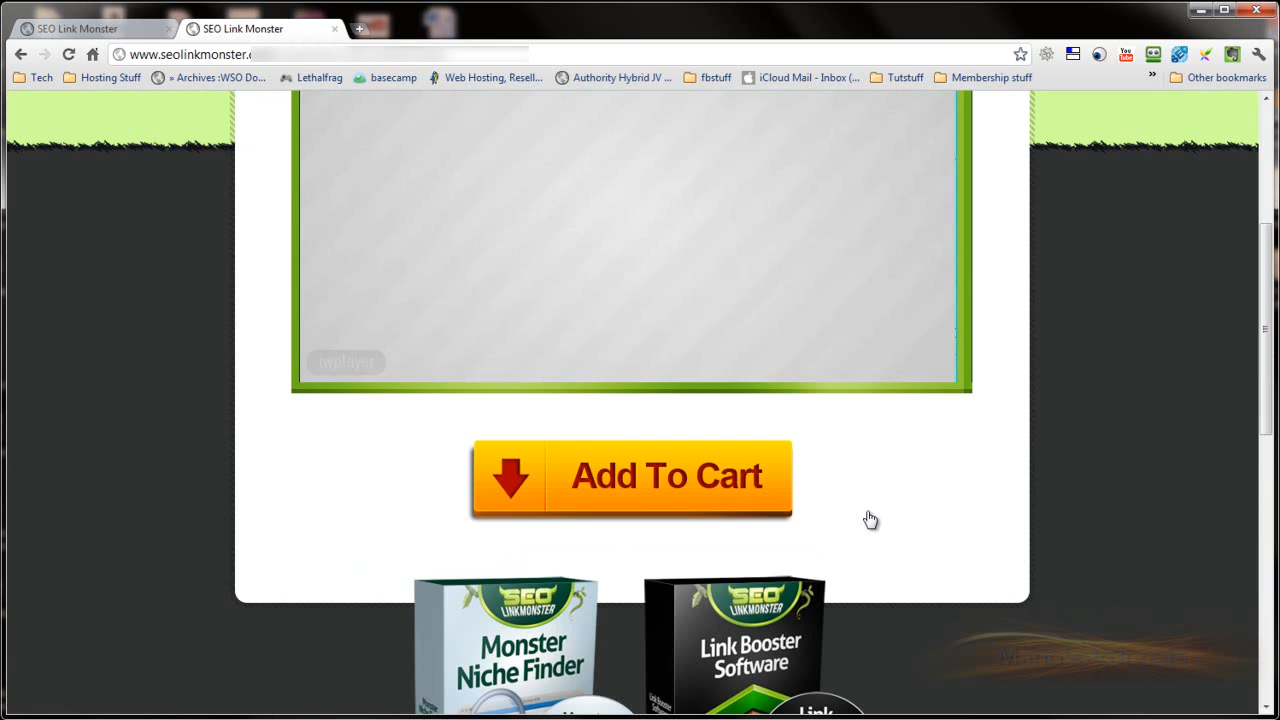 SEO Link Monster
SEO Link Monster
www.seolinkmonster.
You Tube
Tech
Hosting Stuff
» Archives :WSO Do...
Lethalfrag
basecamp
Web Hosting, Resell...
Authority Hybrid JV ...
fbstuff
iCloud Mail - Inbox (...
Tutstuff
Membership stuff
»
Other bookmarks
jwplayer
Add To Cart
SEO
LINKMONSTER
Monster
Niche Finder
SEO
LINKMONSTER
Link Booster
Software